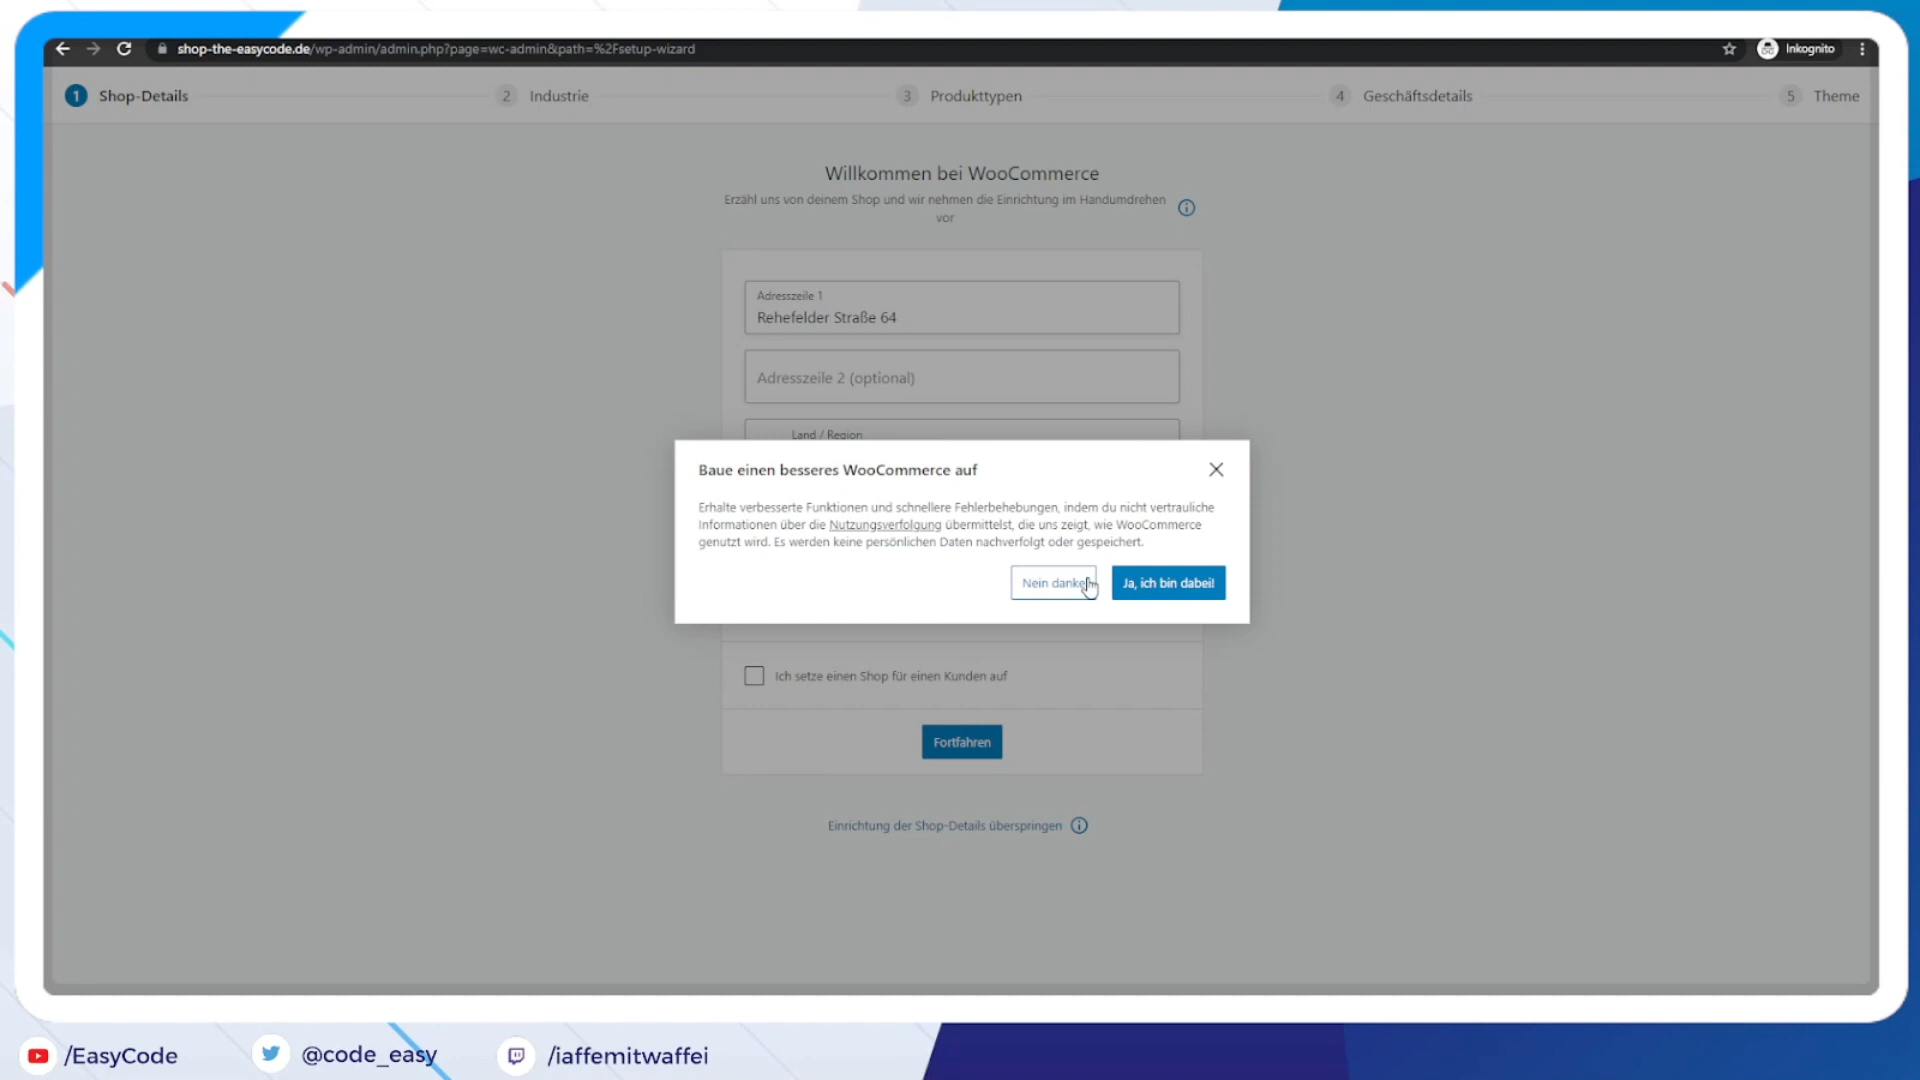 shop-the-easycode.de/wp-admin/admin.php?page=wc-admin&path=%2Fsetup-wizard
Inkognito
1 Shop-Details
2 Industrie
3 Produkttypen
4 Geschäftsdetails
5 Theme
Willkommen bei WooCommerce
Erzähl uns von deinem Shop und wir nehmen die Einrichtung im Handumdrehen
vor
Adresszeile 1
Rehefelder Straße 64
Adresszeile 2 (optional)
Land / Region
Baue einen besseres WooCommerce auf
Erhalte verbesserte Funktionen und schnellere Fehlerbehebungen, indem du nicht vertrauliche
Informationen über die Nutzungsverfolgung übermittelst, die uns zeigt, wie WooCommerce
genutzt wird. Es werden keine persönlichen Daten nachverfolgt oder gespeichert.
Nein danke
Ja, ich bin dabei!
Ich setze einen Shop für einen Kunden auf
Fortfahren
Einrichtung der Shop-Details überspringen
/EasyCode
@code_easy
/iaffemitwaffei